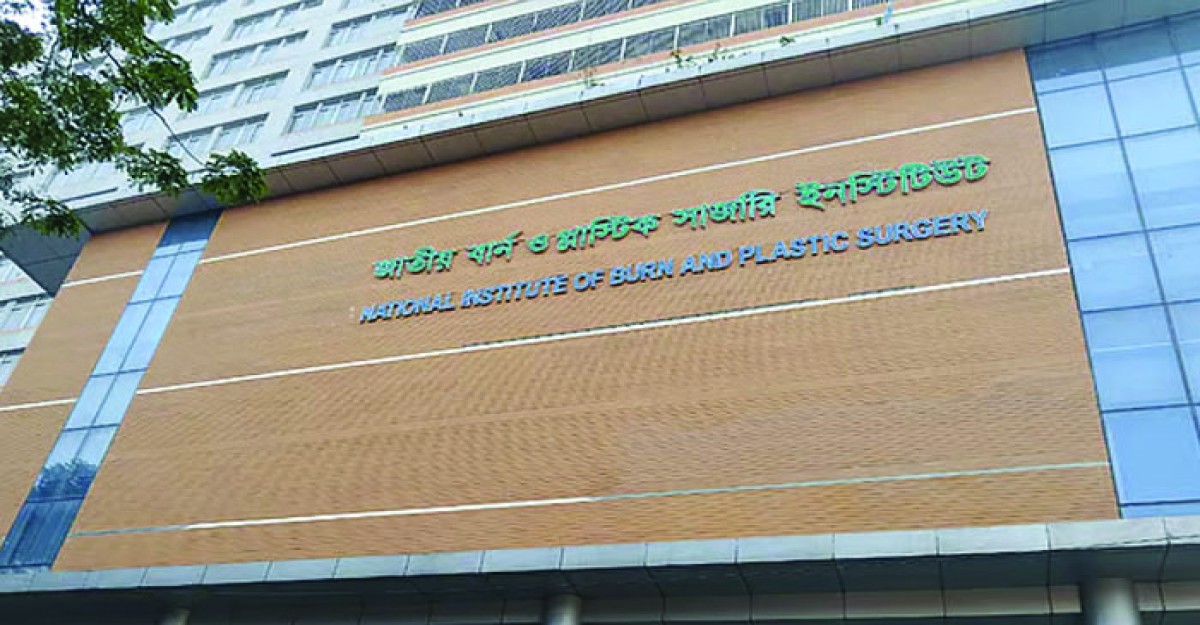 জাতীয় বার্ন ও প্লাস্টিক সার্জারি ইনস্টিটিউট
NATIONAL INSTITUTE OF BURN AND PLASTIC SURGERY